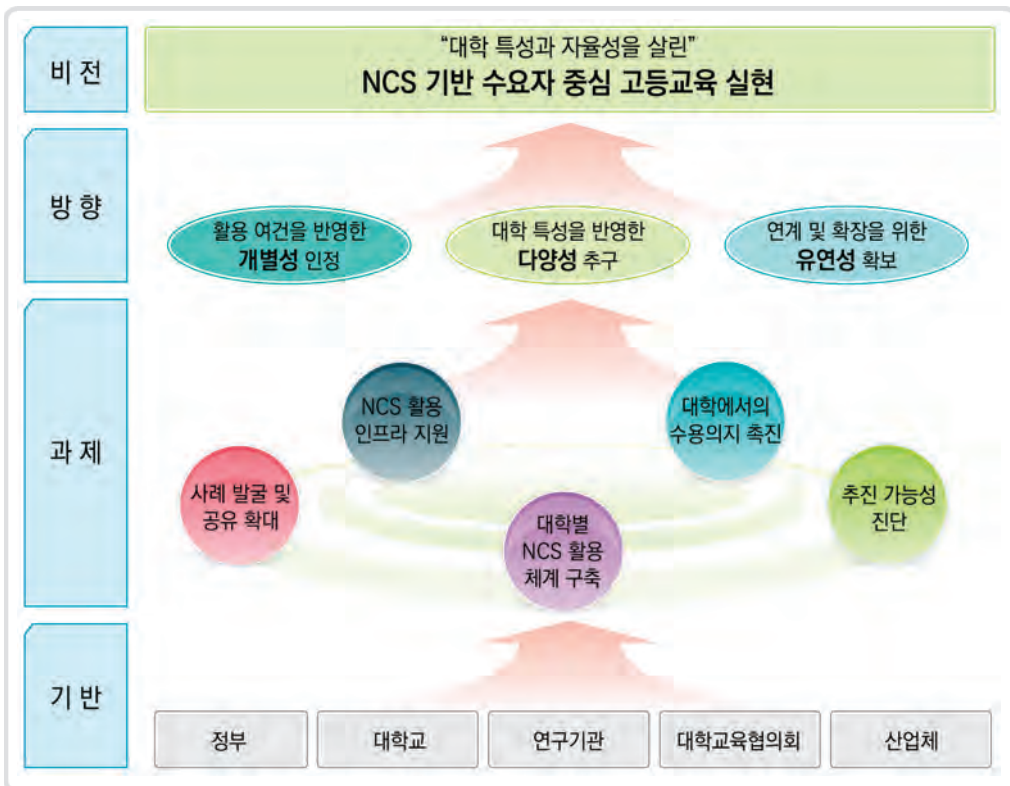 비 전
“대학 특성과 자율성을 살린”
NCS 기반 수요자 중심 고등교육 실현
방 향
활용 여건을 반영한
개별성 인정
대학 특성을 반영한
다양성 추구
연계 및 확장을 위한
유연성 확보
과 제
NCS 활용
인프라 지원
대학에서의
수용의지 촉진
사례 발굴 및
공유 확대
대학별
NCS 활용
체계 구축
추진 가능성
진단
기 반
정부
대학교
연구기관
대학교육협의회
산업체